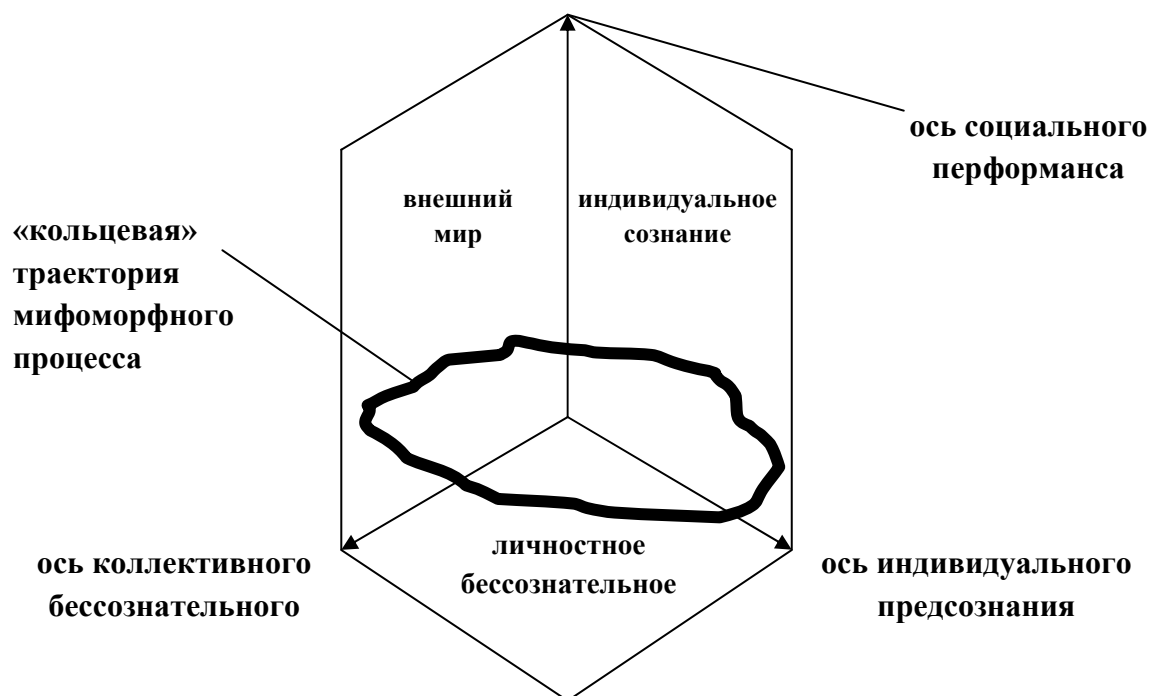 ось социального
перформанса
внешний
мир
индивидуальное
сознание
«кольцевая»
траектория
мифоморфного
процесса
ось коллективного
бессознательного
личностное
бессознательное
ось индивидуального
предсознания